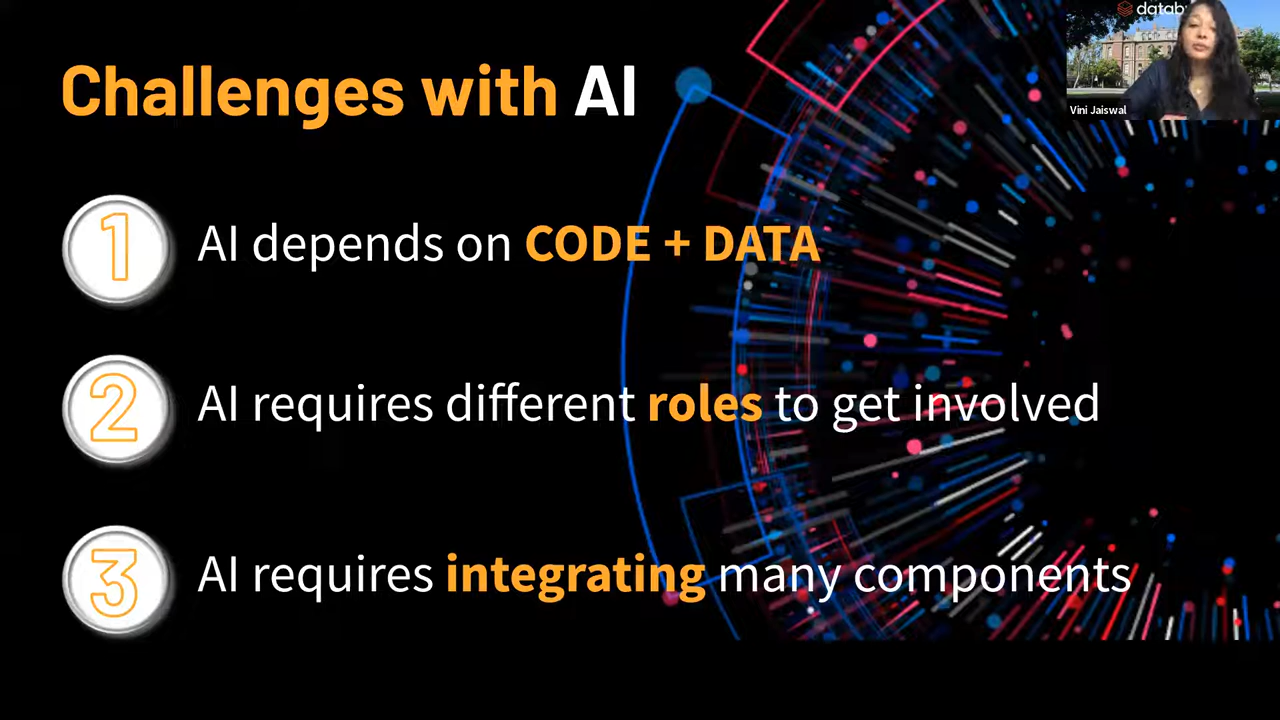 Challenges with AI
1 AI depends on CODE + DATA
2 AI requires different roles to get involved
3 AI requires integrating many components
Vini Jaiswal